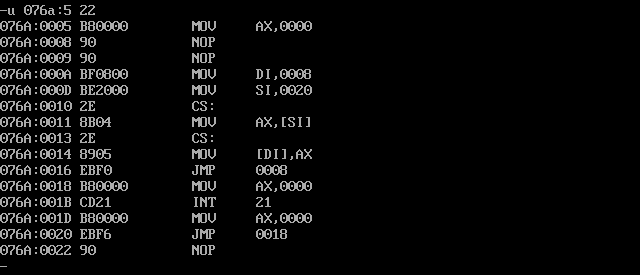 -u 076a:5 22
076A:0005 B80000 MOV AX,0000
076A:0008 90 NOP
076A:0009 90 NOP
076A:000A BF0800 MOV DI,0008
076A:000D BE2000 MOV SI,0020
076A:0010 2E CS:
076A:0011 8B04 MOV AX,[SI]
076A:0013 2E CS:
076A:0014 8905 MOV [DI],AX
076A:0016 EBF0 JMP 0008
076A:0018 B80000 MOV AX,0000
076A:001B CD21 INT 21
076A:001D B80000 MOV AX,0000
076A:0020 EBF6 JMP 0018
076A:0022 90 NOP
-